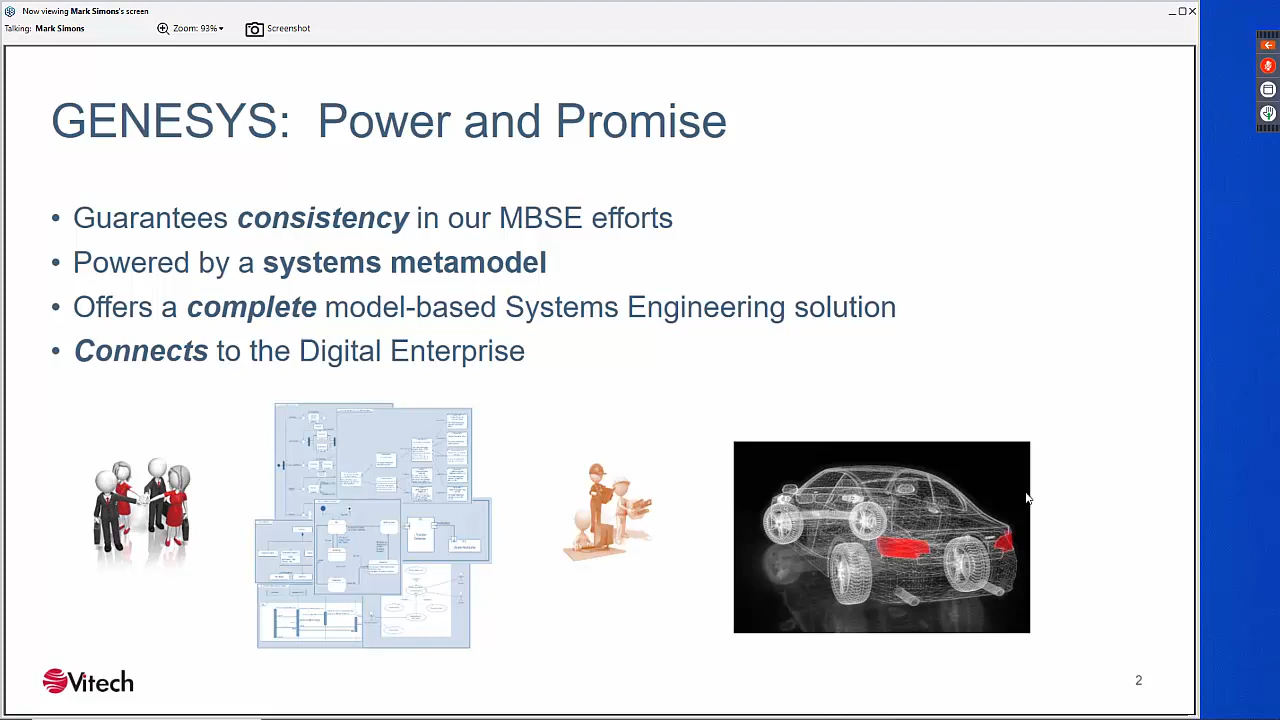 Now viewing Mark Simons's screen
Talking: Mark Simons
Zoom: 93%
Screenshot
GENESYS: Power and Promise
• Guarantees consistency in our MBSE efforts
• Powered by a systems metamodel
• Offers a complete model-based Systems Engineering solution
• Connects to the Digital Enterprise
Vitech
2